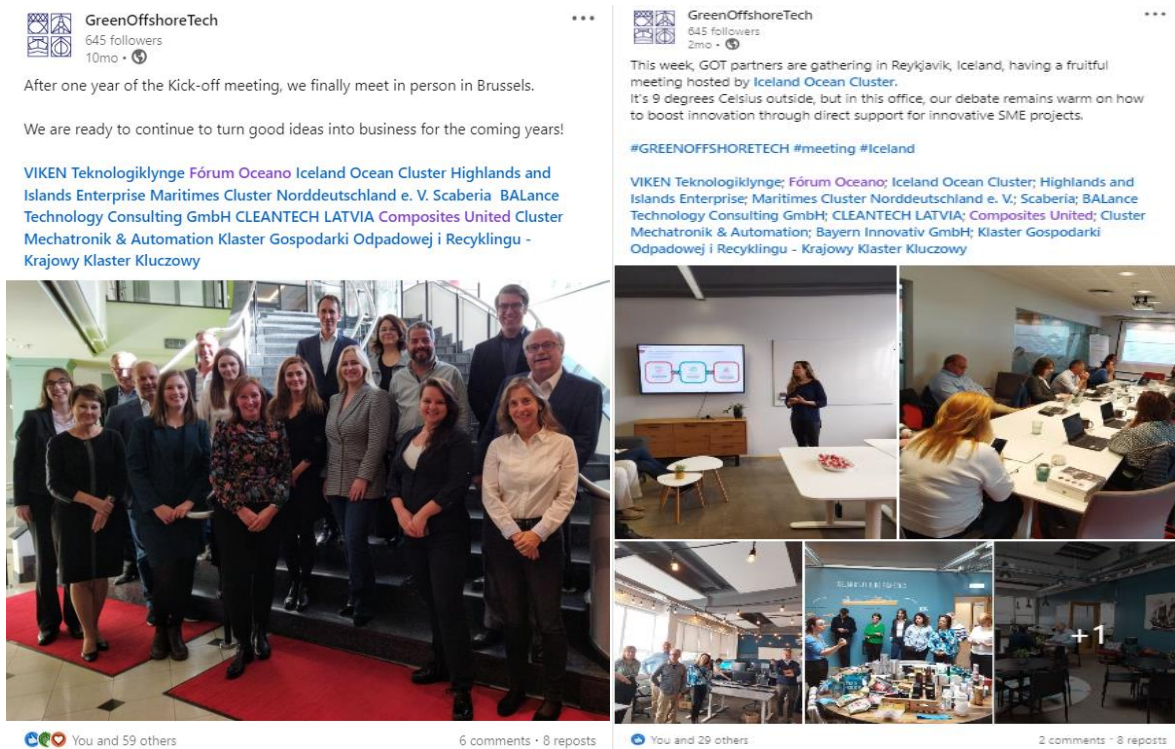 GreenOffshoreTech
645 followers
10mo •
After one year of the Kick-off meeting, we finally meet in person in Brussels.
We are ready to continue to turn good ideas into business for the coming years!
VIKEN Teknologiklynge Fórum Oceano Iceland Ocean Cluster Highlands and
Islands Enterprise Maritimes Cluster Norddeutschland e. V. Scaberia BALance
Technology Consulting GmbH CLEANTECH LATVIA Composites United Cluster
Mechatronik & Automation Klaster Gospodarki Odpadowej i Recyklingu -
Krajowy Klaster Kluczowy
You and 59 others
6 comments • 8 reposts
GreenOffshoreTech
645 followers
2mo •
This week, GOT partners are gathering in Reykjavik, Iceland, having a fruitful
meeting hosted by Iceland Ocean Cluster.
It's 9 degrees Celsius outside, but in this office, our debate remains warm on how
to boost innovation through direct support for innovative SME projects.
#GREENOFFSHORETECH #meeting #Iceland
VIKEN Teknologiklynge; Fórum Oceano; Iceland Ocean Cluster; Highlands and
Islands Enterprise; Maritimes Cluster Norddeutschland e. V.; Scaberia; BALance
Technology Consulting GmbH; CLEANTECH LATVIA; Composites United; Cluster
Mechatronik & Automation; Bayern Innovativ GmbH; Klaster Gospodarki
Odpadowej i Recyklingu - Krajowy Klaster Kluczowy
+1
You and 29 others
2 comments • 8 reposts